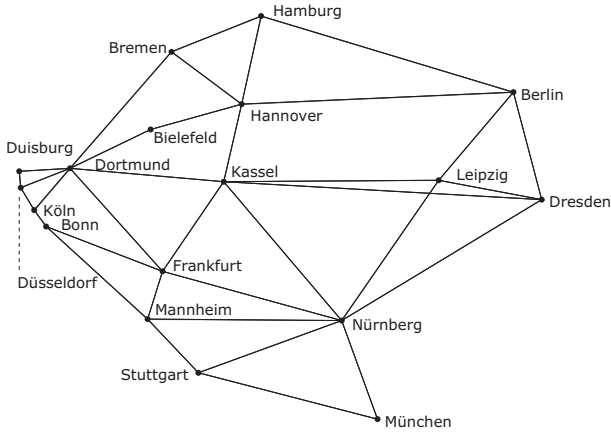 Hamburg
Bremen
Berlin
Hannover
Bielefeld
Duisburg
Dortmund
Kassel
Leipzig
Dresden
Köln
Bonn
Frankfurt
Düsseldorf
Mannheim
Nürnberg
Stuttgart
München